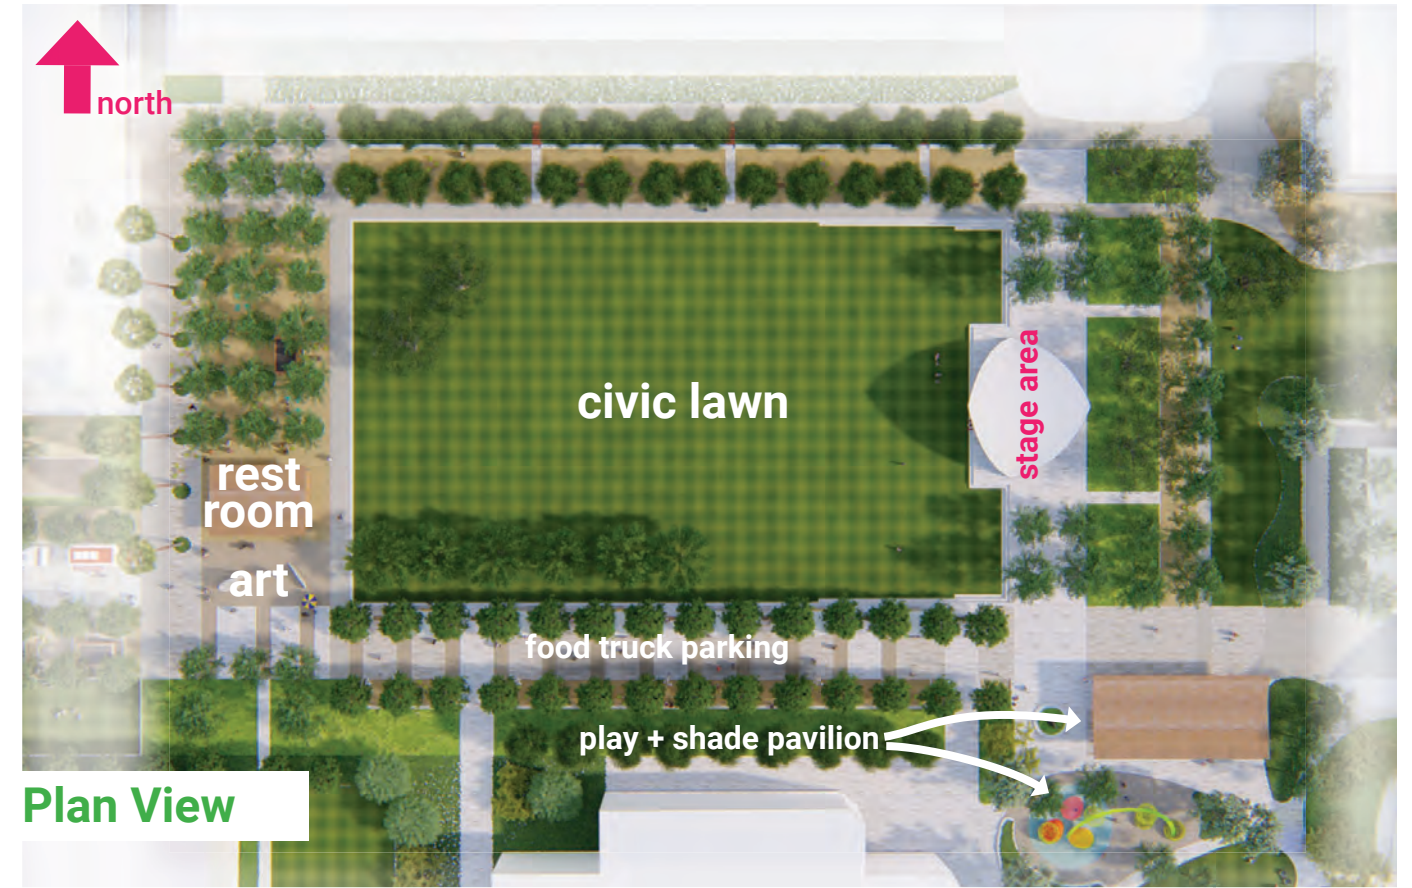 north
civic lawn
stage area
rest
room
art
food truck parking
play + shade pavilion
Plan View